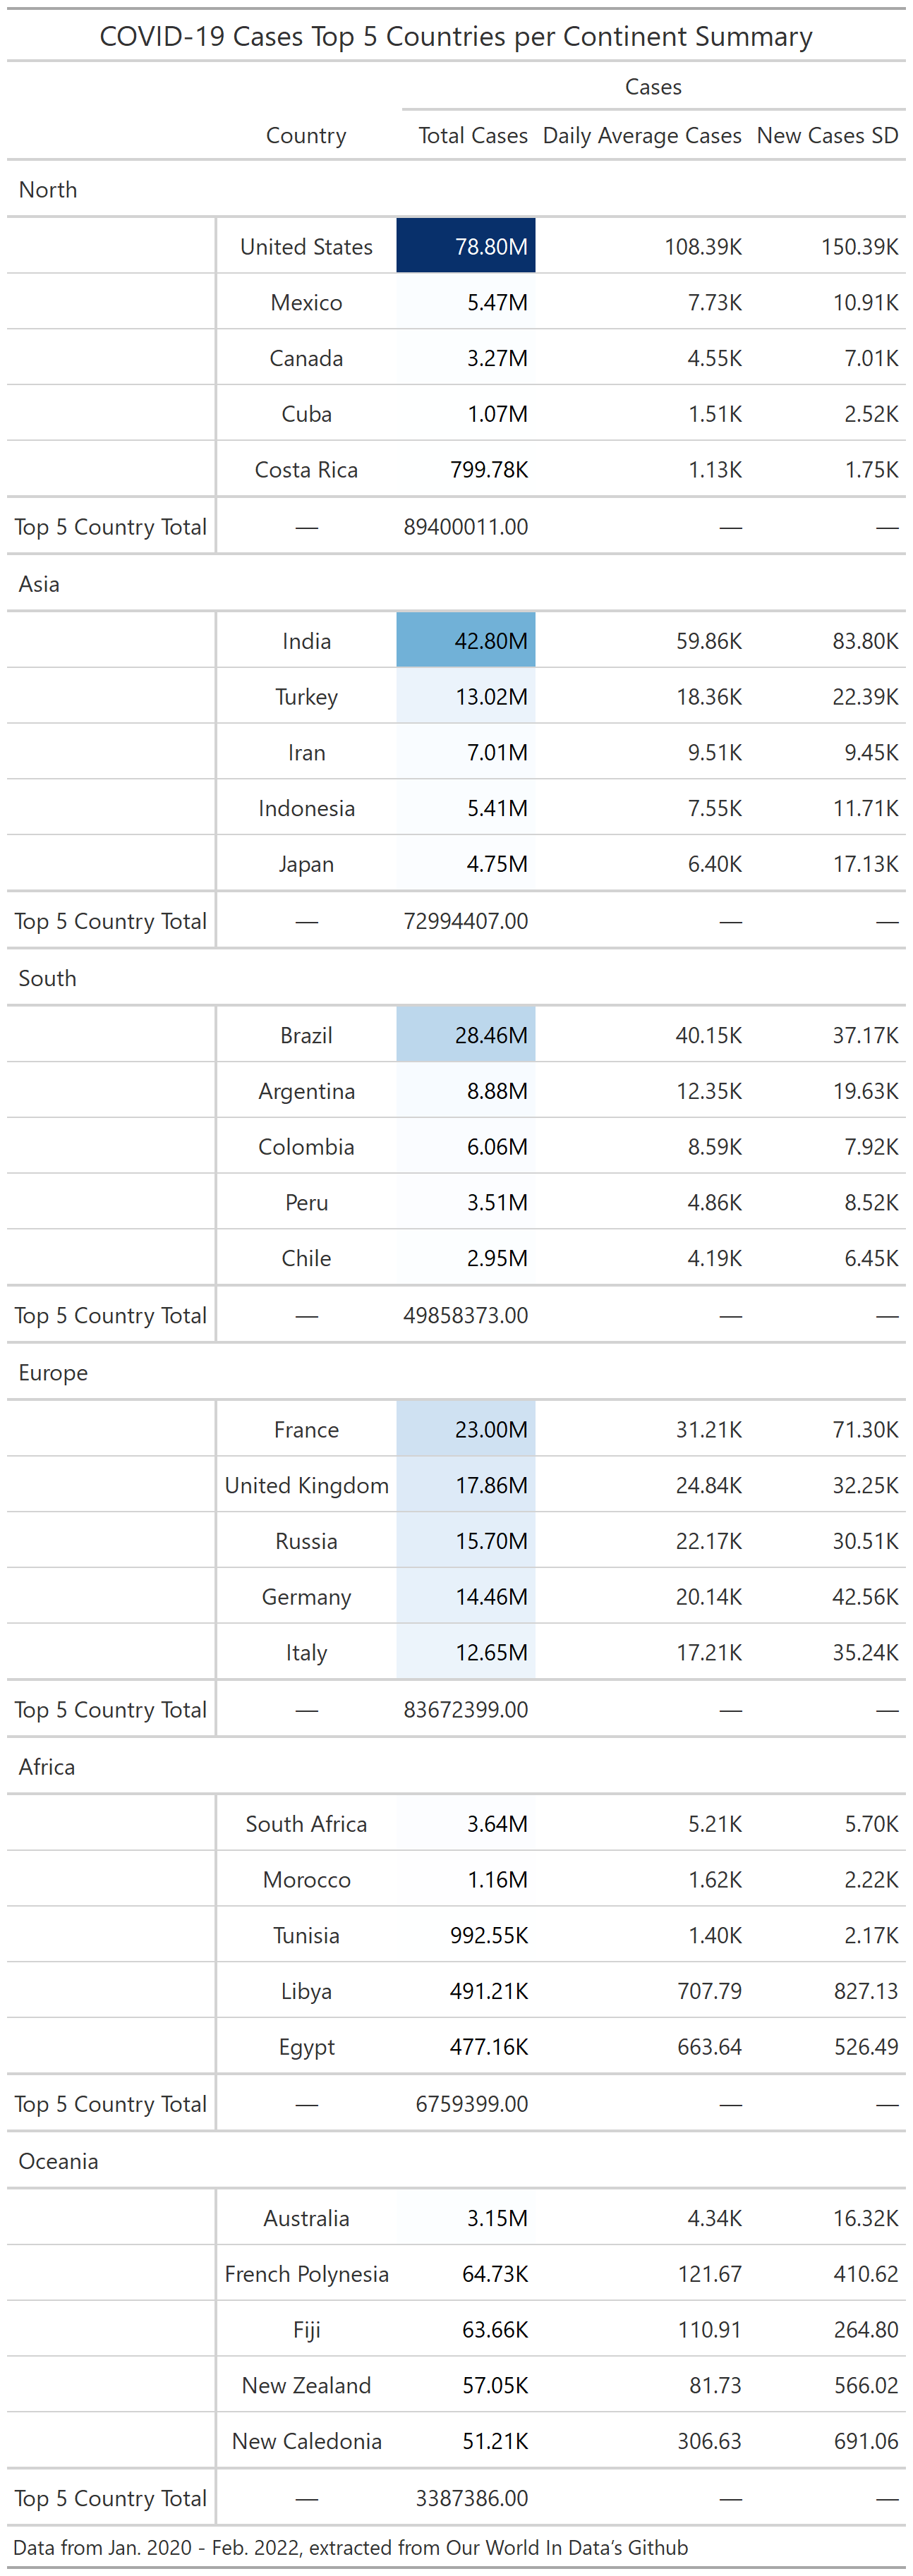 COVID-19 Cases Top 5 Countries per Continent Summary
Cases
Country Total Cases Daily Average Cases New Cases SD
North
United States 78.80M 108.39K 150.39K
Mexico 5.47M 7.73K 10.91K
Canada 3.27M 4.55K 7.01K
Cuba 1.07M 1.51K 2.52K
Costa Rica 799.78K 1.13K 1.75K
Top 5 Country Total — 89400011.00 — —
Asia
India 42.80M 59.86K 83.80K
Turkey 13.02M 18.36K 22.39K
Iran 7.01M 9.51K 9.45K
Indonesia 5.41M 7.55K 11.71K
Japan 4.75M 6.40K 17.13K
Top 5 Country Total — 72994407.00 — —
South
Brazil 28.46M 40.15K 37.17K
Argentina 8.88M 12.35K 19.63K
Colombia 6.06M 8.59K 7.92K
Peru 3.51M 4.86K 8.52K
Chile 2.95M 4.19K 6.45K
Top 5 Country Total — 49858373.00 — —
Europe
France 23.00M 31.21K 71.30K
United Kingdom 17.86M 24.84K 32.25K
Russia 15.70M 22.17K 30.51K
Germany 14.46M 20.14K 42.56K
Italy 12.65M 17.21K 35.24K
Top 5 Country Total — 83672399.00 — —
Africa
South Africa 3.64M 5.21K 5.70K
Morocco 1.16M 1.62K 2.22K
Tunisia 992.55K 1.40K 2.17K
Libya 491.21K 707.79 827.13
Egypt 477.16K 663.64 526.49
Top 5 Country Total — 6759399.00 — —
Oceania
Australia 3.15M 4.34K 16.32K
French Polynesia 64.73K 121.67 410.62
Fiji 63.66K 110.91 264.80
New Zealand 57.05K 81.73 566.02
New Caledonia 51.21K 306.63 691.06
Top 5 Country Total — 3387386.00 — —
Data from Jan. 2020 - Feb. 2022, extracted from Our World In Data’s Github